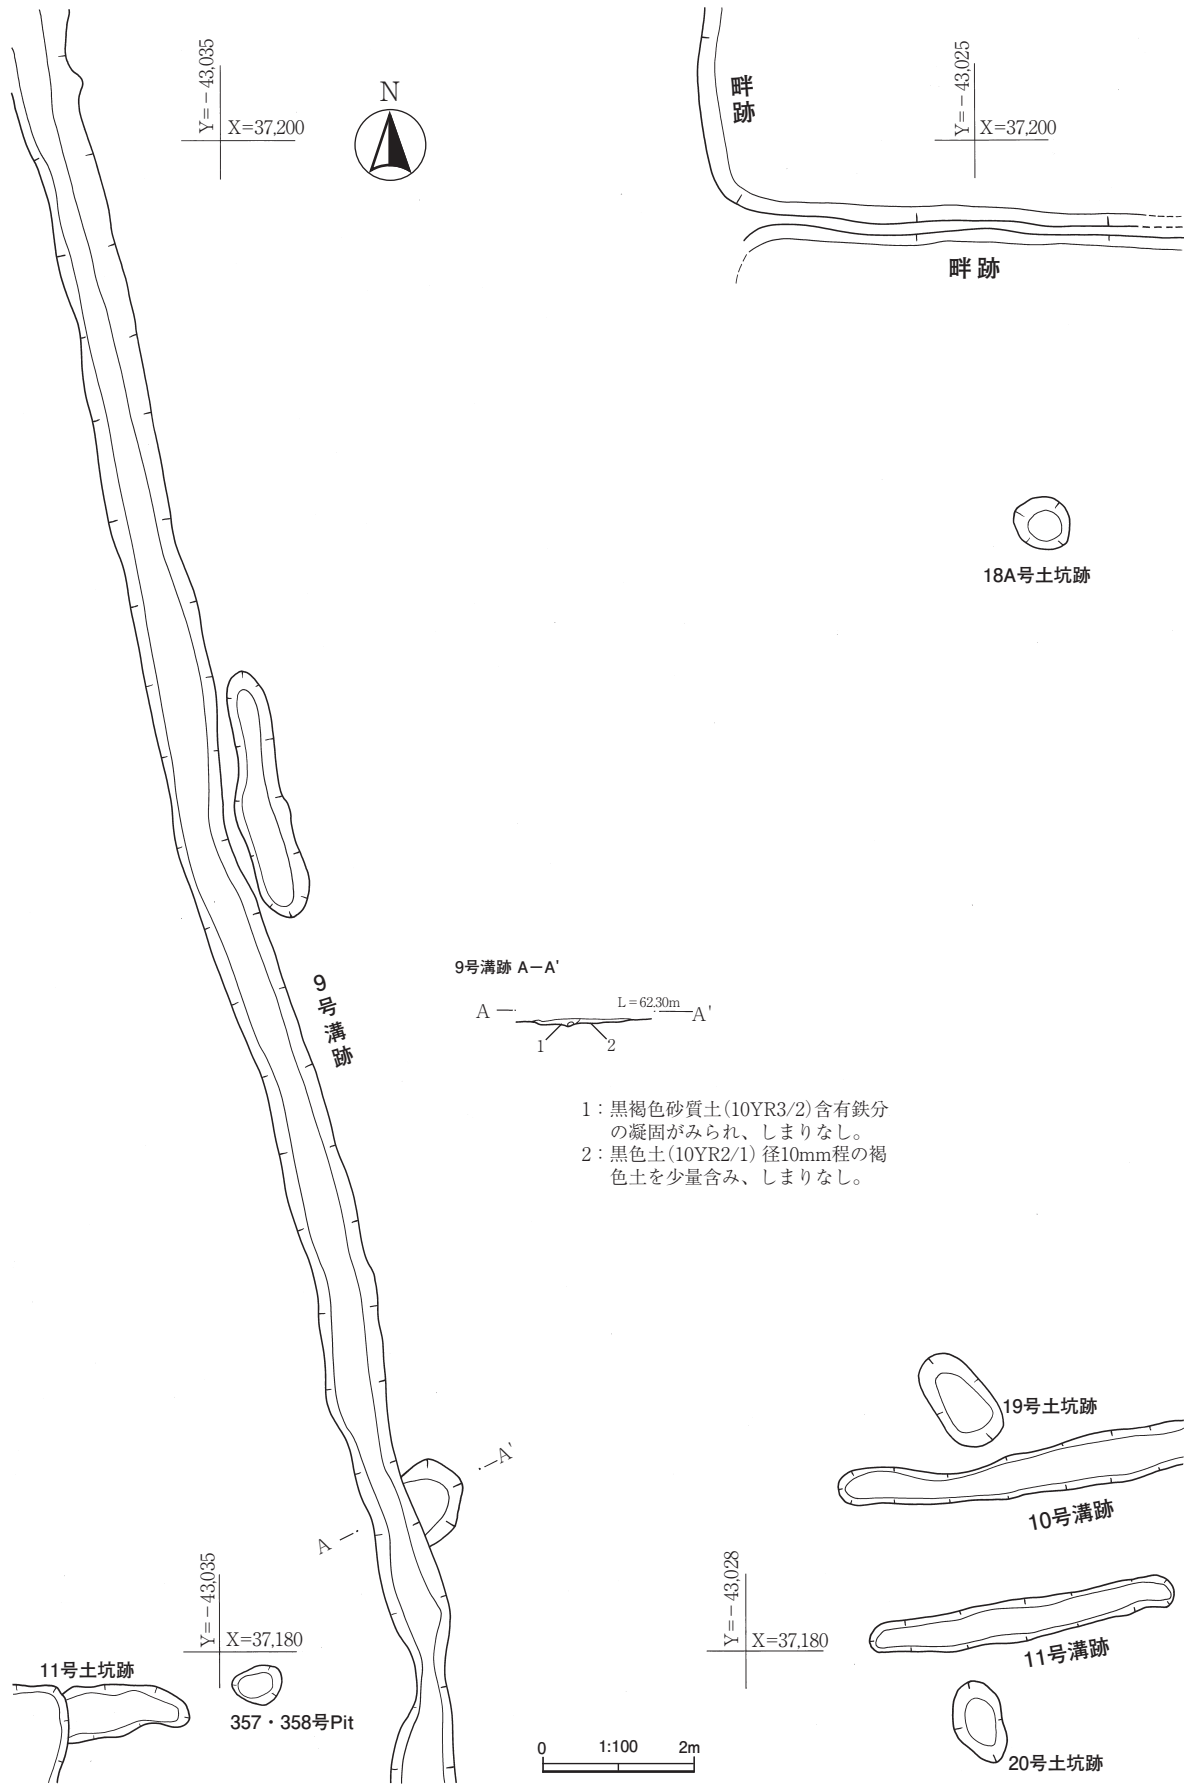 Y=－43,035
X=37,200
N
畔跡
Y=－43,025
X=37,200
畔跡
18A号土坑跡
9号溝跡
9号溝跡 A－A'
A
L＝62.30m
A'
1
2
1：黒褐色砂質土(10YR3/2)含有鉄分
の凝固がみられ、しまりなし。
2：黒色土(10YR2/1) 径10mm程の褐
色土を少量含み、しまりなし。
19号土坑跡
10号溝跡
A'
A
Y=－43,035
X=37,180
Y=－43,028
X=37,180
11号溝跡
11号土坑跡
357・358号Pit
20号土坑跡
0
1:100
2m